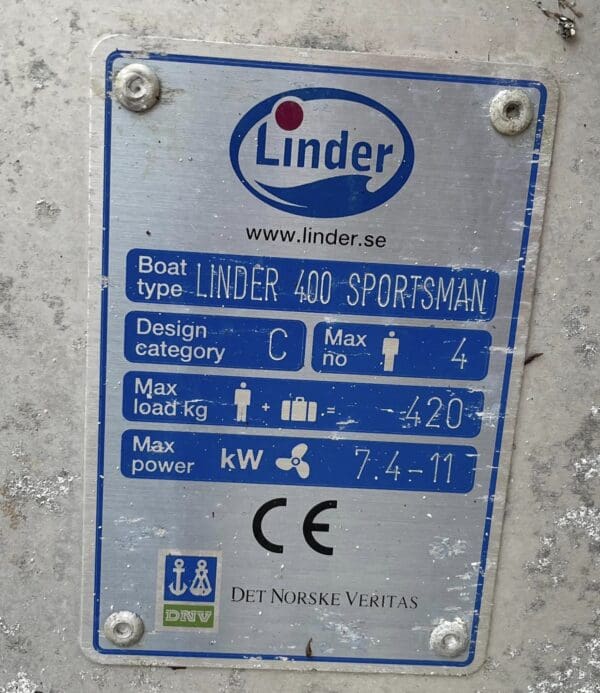 Linder
www.linder.se
Boat type LINDER 400 SPORTSMAN
Design category C
Max no 4
Max load kg + = 420
Max power kW 7.4-11
CE
DNV
DET NORSKE VERITAS